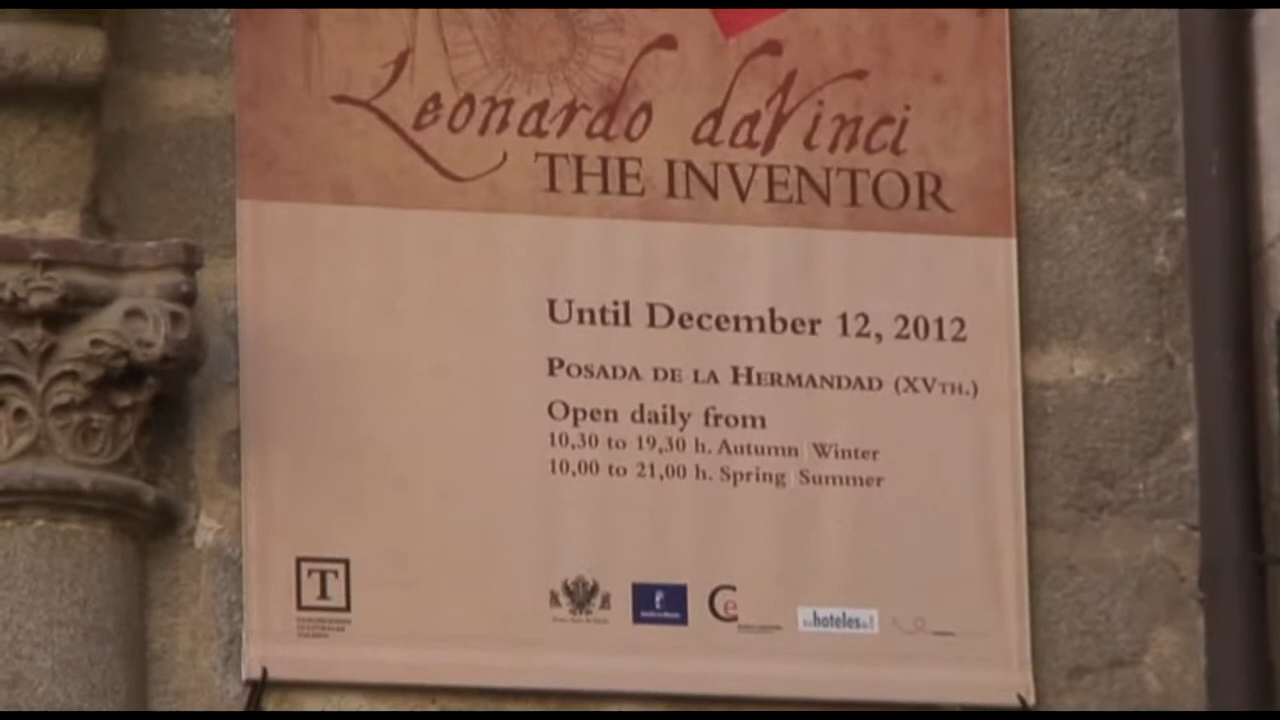 Leonardo daVinci
THE INVENTOR
Until December 12, 2012
POSADA DE LA HERMANDAD (XVTH.)
Open daily from
10,30 to 19,30 h. Autumn | Winter
10,00 to 21,00 h. Spring | Summer
T
Ce
hoteles